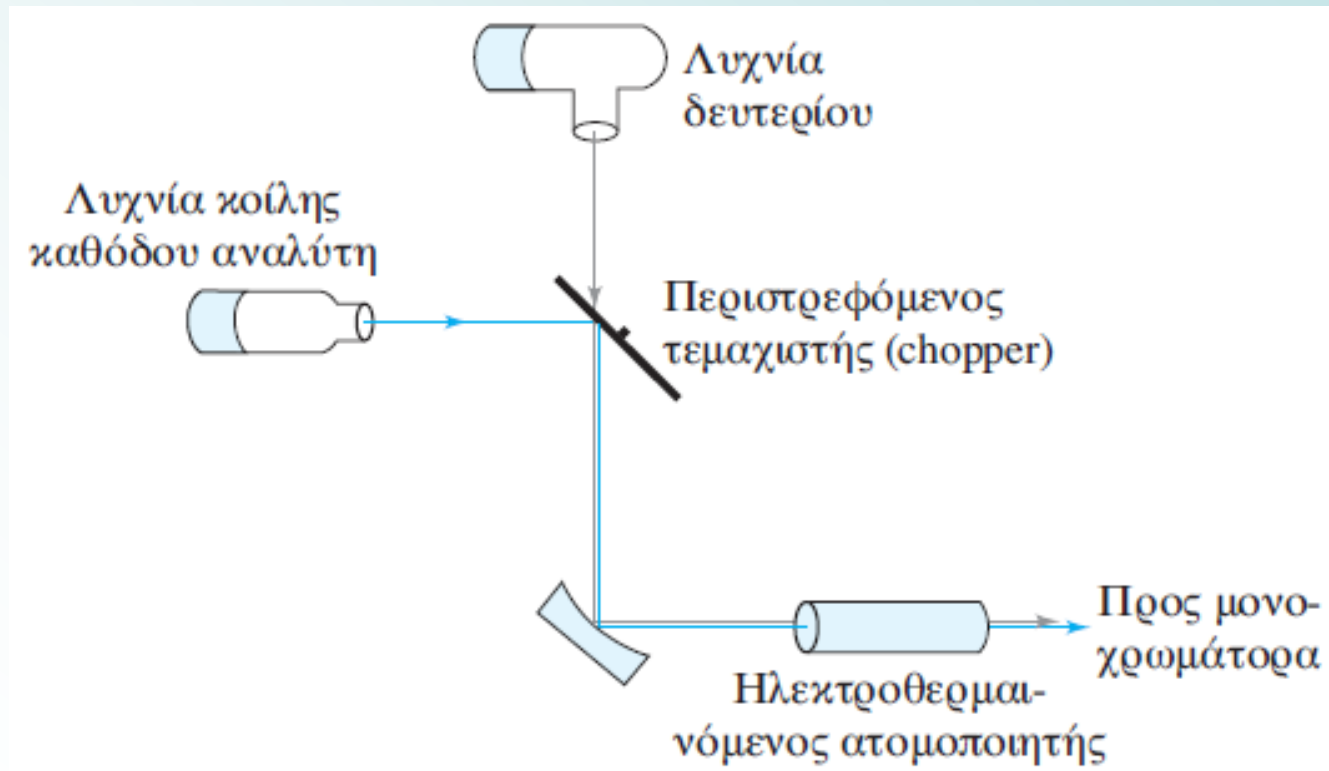 Λυχνία
δευτερίου
Λυχνία κοίλης
καθόδου αναλύτη
Περιστρεφόμενος
τεμαχιστής (chopper)
Προς μονο-
χρωμάτορα
Ηλεκτροθερμαι-
νόμενος ατομοποιητής